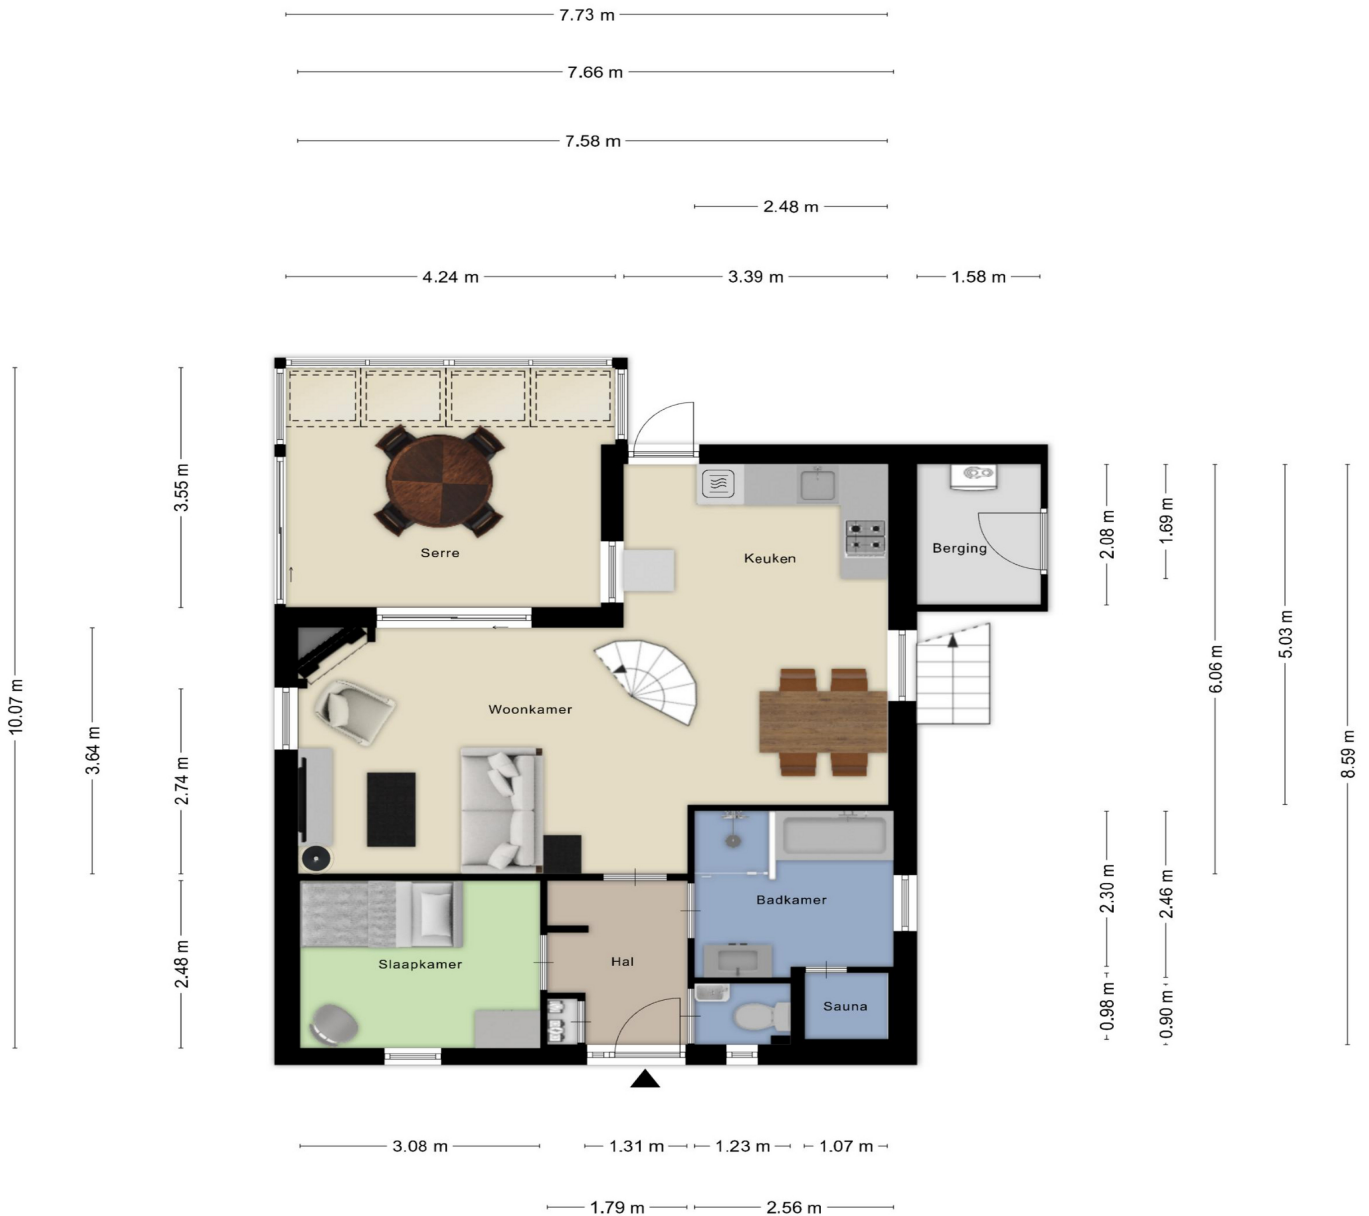 7.73 m
7.66 m
7.58 m
2.48 m
4.24 m
3.39 m
1.58 m
10.07 m
3.55 m
3.64 m
2.74 m
2.48 m
Serre
Keuken
Berging
Woonkamer
Badkamer
Slaapkamer
Hal
Sauna
2.08 m
1.69 m
6.06 m
5.03 m
8.59 m
2.30 m
2.46 m
0.98 m
0.90 m
3.08 m
1.31 m
1.23 m
1.07 m
1.79 m
2.56 m